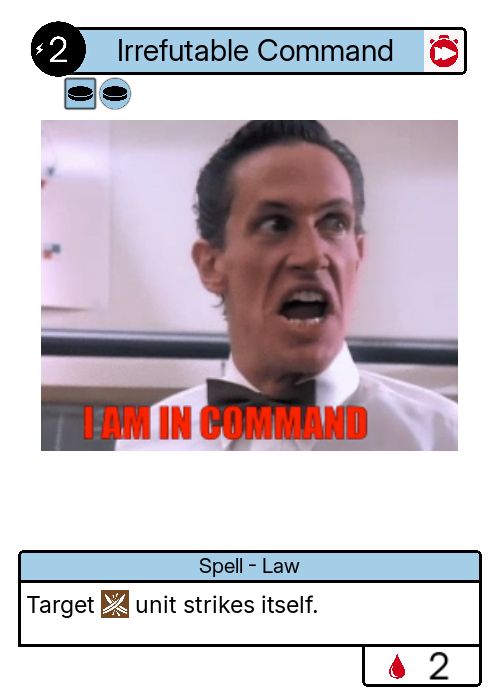 2
Irrefutable Command
I AM IN COMMAND
Spell - Law
Target unit strikes itself.
2